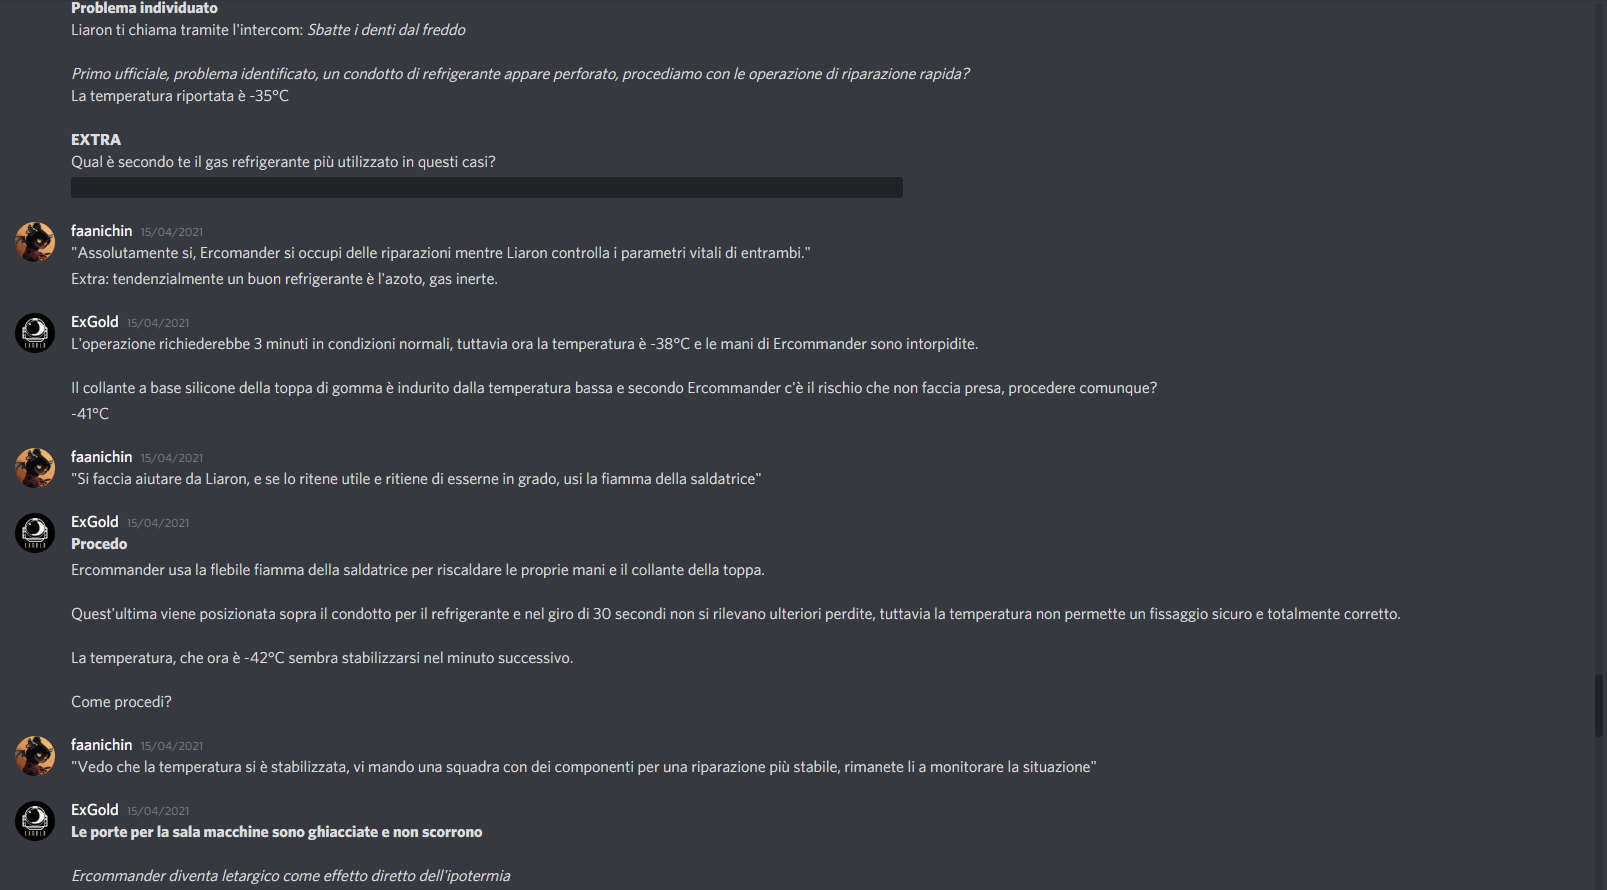 Problema individuato
Liaron ti chiama tramite l'intercom: Sbatte i denti dal freddo
Primo ufficiale, problema identificato, un condotto di refrigerante appare perforato, procediamo con le operazione di riparazione rapida?
La temperatura riportata è -35°C
EXTRA
Qual è secondo te il gas refrigerante più utilizzato in questi casi?
faanichin 15/04/2021
"Assolutamente si, Ercomander si occupi delle riparazioni mentre Liaron controlla i parametri vitali di entrambi."
Extra: tendenzialmente un buon refrigerante è l'azoto, gas inerte.
ExGold 15/04/2021
L'operazione richiederebbe 3 minuti in condizioni normali, tuttavia ora la temperatura è -38°C e le mani di Ercommander sono intorpidite.
Il collante a base silicone della toppa di gomma è indurito dalla temperatura bassa e secondo Ercommander c'è il rischio che non faccia presa, procedere comunque?
-41°C
faanichin 15/04/2021
"Si faccia aiutare da Liaron, e se lo ritene utile e ritiene di esserne in grado, usi la fiamma della saldatrice"
ExGold 15/04/2021
Procedo
Ercommander usa la flebile fiamma della saldatrice per riscaldare le proprie mani e il collante della toppa.
Quest'ultima viene posizionata sopra il condotto per il refrigerante e nel giro di 30 secondi non si rilevano ulteriori perdite, tuttavia la temperatura non permette un fissaggio sicuro e totalmente corretto.
La temperatura, che ora è -42°C sembra stabilizzarsi nel minuto successivo.
Come procedi?
faanichin 15/04/2021
"Vedo che la temperatura si è stabilizzata, vi mando una squadra con dei componenti per una riparazione più stabile, rimanete li a monitorare la situazione"
ExGold 15/04/2021
Le porte per la sala macchine sono ghiacciate e non scorrono
Ercommander diventa letargico come effetto diretto dell'ipotermia